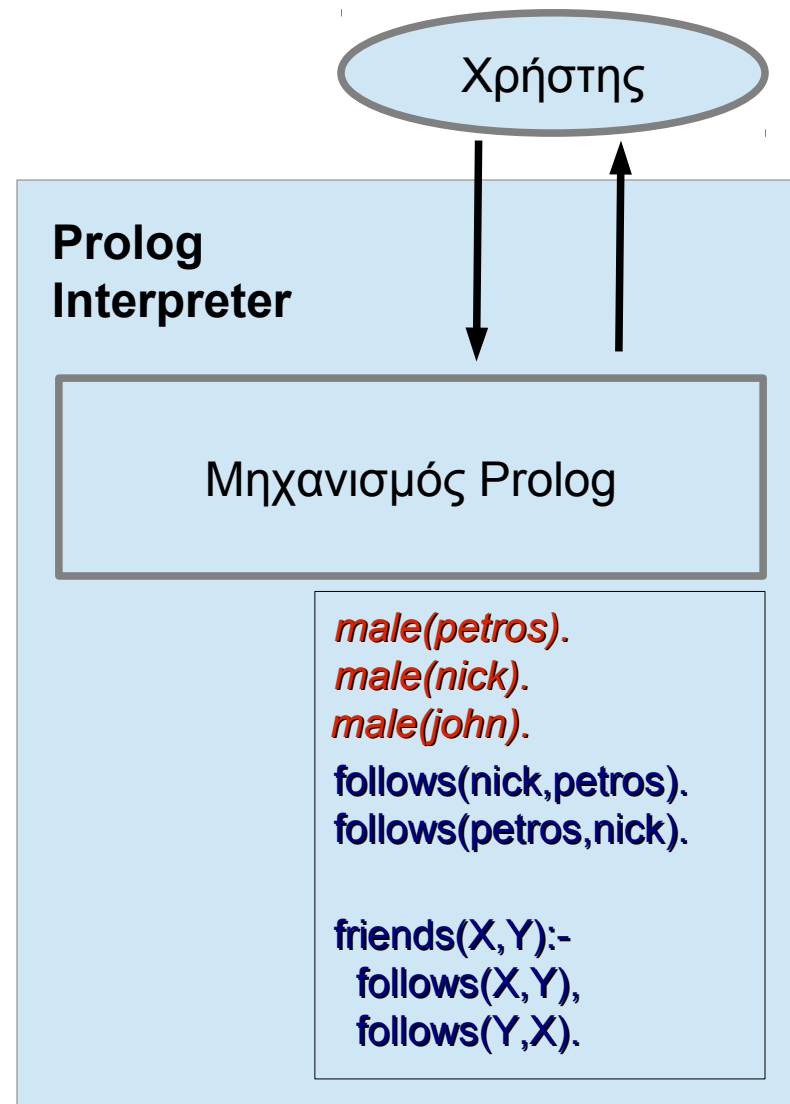 Χρήστης
Prolog
Interpreter
Μηχανισμός Prolog
male(petros).
male(nick).
male(john).
follows(nick,petros).
follows(petros,nick).
friends(X,Y):-
follows(X,Y),
follows(Y,X).